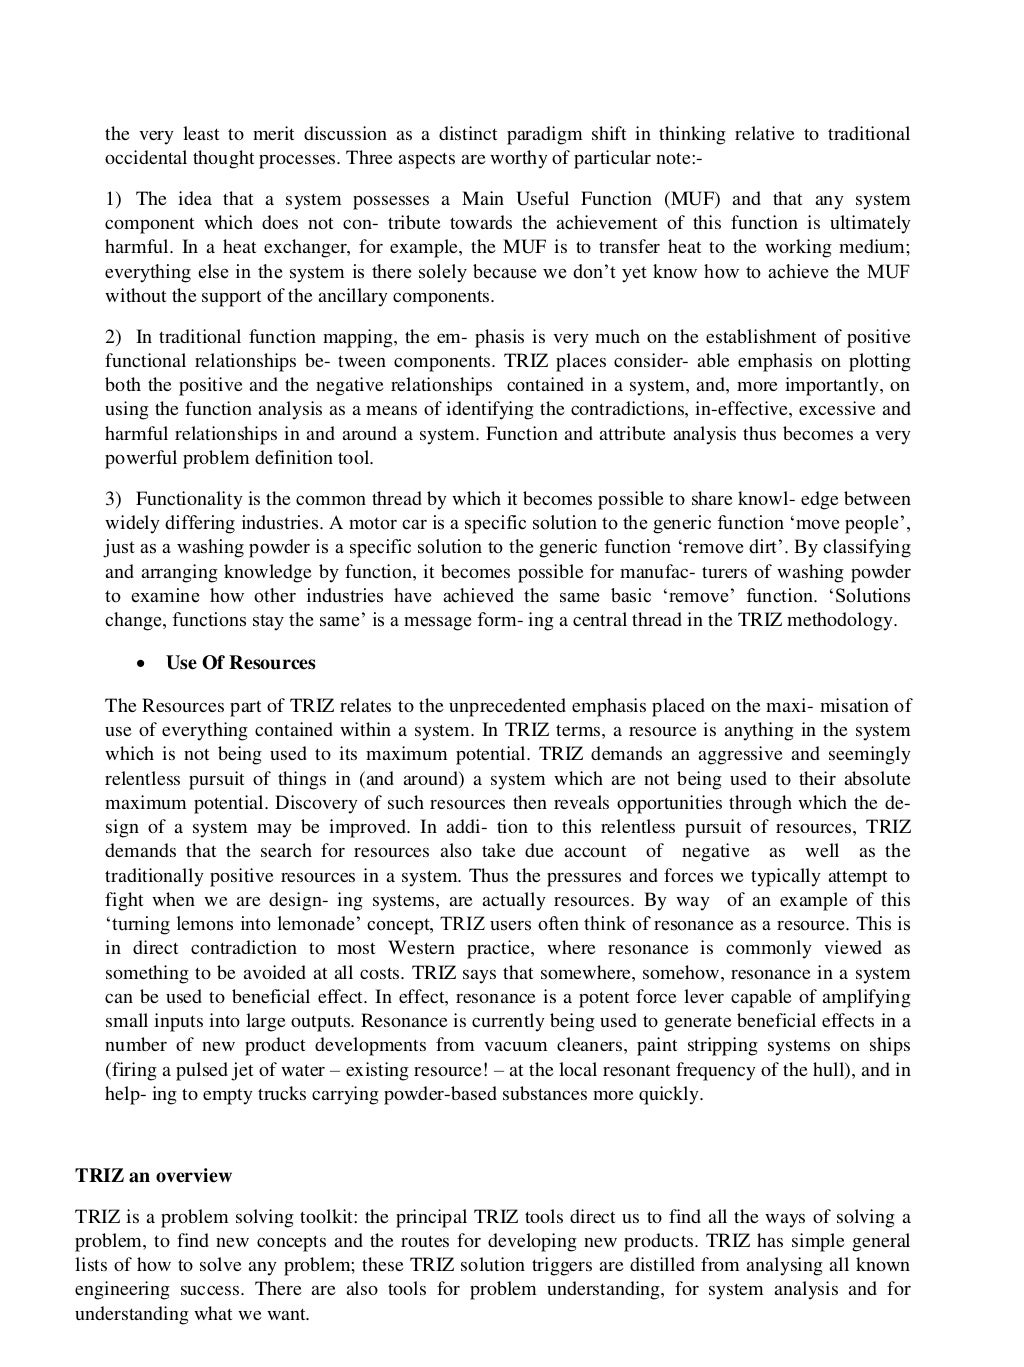 the very least to merit discussion as a distinct paradigm shift in thinking relative to traditional
occidental thought processes. Three aspects are worthy of particular note:-
1) The idea that a system possesses a Main Useful Function (MUF) and that any system
component which does not con- tribute towards the achievement of this function is ultimately
harmful. In a heat exchanger, for example, the MUF is to transfer heat to the working medium;
everything else in the system is there solely because we don’t yet know how to achieve the MUF
without the support of the ancillary components.
2) In traditional function mapping, the em- phasis is very much on the establishment of positive
functional relationships be- tween components. TRIZ places consider- able emphasis on plotting
both the positive and the negative relationships contained in a system, and, more importantly, on
using the function analysis as a means of identifying the contradictions, in-effective, excessive and
harmful relationships in and around a system. Function and attribute analysis thus becomes a very
powerful problem definition tool.
3) Functionality is the common thread by which it becomes possible to share knowl- edge between
widely differing industries. A motor car is a specific solution to the generic function ‘move people’,
just as a washing powder is a specific solution to the generic function ‘remove dirt’. By classifying
and arranging knowledge by function, it becomes possible for manufac- turers of washing powder
to examine how other industries have achieved the same basic ‘remove’ function. ‘Solutions
change, functions stay the same’ is a message form- ing a central thread in the TRIZ methodology.
• Use Of Resources
The Resources part of TRIZ relates to the unprecedented emphasis placed on the maxi- misation of
use of everything contained within a system. In TRIZ terms, a resource is anything in the system
which is not being used to its maximum potential. TRIZ demands an aggressive and seemingly
relentless pursuit of things in (and around) a system which are not being used to their absolute
maximum potential. Discovery of such resources then reveals opportunities through which the de-
sign of a system may be improved. In addi- tion to this relentless pursuit of resources, TRIZ
demands that the search for resources also take due account of negative as well as the
traditionally positive resources in a system. Thus the pressures and forces we typically attempt to
fight when we are design- ing systems, are actually resources. By way of an example of this
‘turning lemons into lemonade’ concept, TRIZ users often think of resonance as a resource. This is
in direct contradiction to most Western practice, where resonance is commonly viewed as
something to be avoided at all costs. TRIZ says that somewhere, somehow, resonance in a system
can be used to beneficial effect. In effect, resonance is a potent force lever capable of amplifying
small inputs into large outputs. Resonance is currently being used to generate beneficial effects in a
number of new product developments from vacuum cleaners, paint stripping systems on ships
(firing a pulsed jet of water – existing resource! – at the local resonant frequency of the hull), and in
help- ing to empty trucks carrying powder-based substances more quickly.
TRIZ an overview
TRIZ is a problem solving toolkit: the principal TRIZ tools direct us to find all the ways of solving a
problem, to find new concepts and the routes for developing new products. TRIZ has simple general
lists of how to solve any problem; these TRIZ solution triggers are distilled from analysing all known
engineering success. There are also tools for problem understanding, for system analysis and for
understanding what we want.